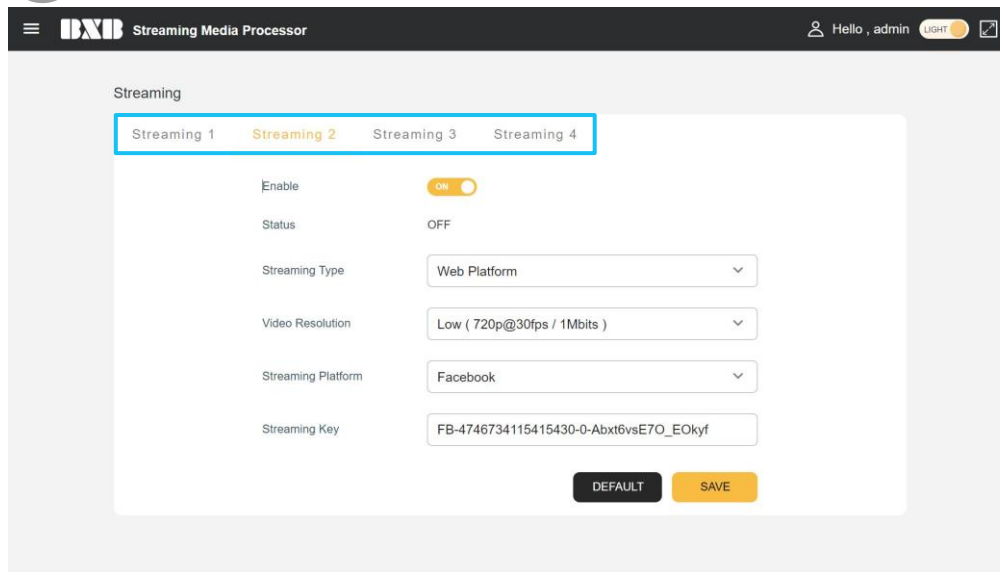 BXB Streaming Media Processor Hello , admin LIGHT
Streaming
Streaming 1 Streaming 2 Streaming 3 Streaming 4
Enable ON
Status OFF
Streaming Type Web Platform
Video Resolution Low ( 720p@30fps / 1Mbits )
Streaming Platform Facebook
Streaming Key FB-4746734115415430-0-Abxt6vsE7O_EOkyf
DEFAULT SAVE